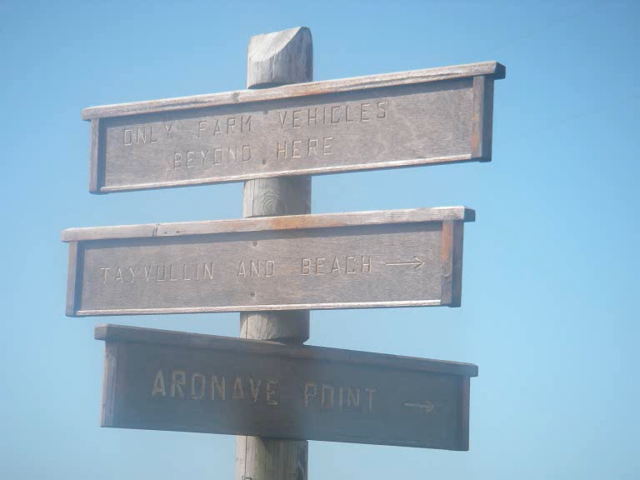 ONLY FARM VEHICLES
BEYOND HERE
TAYVULLIN AND BEACH →
ARDNAVE POINT →